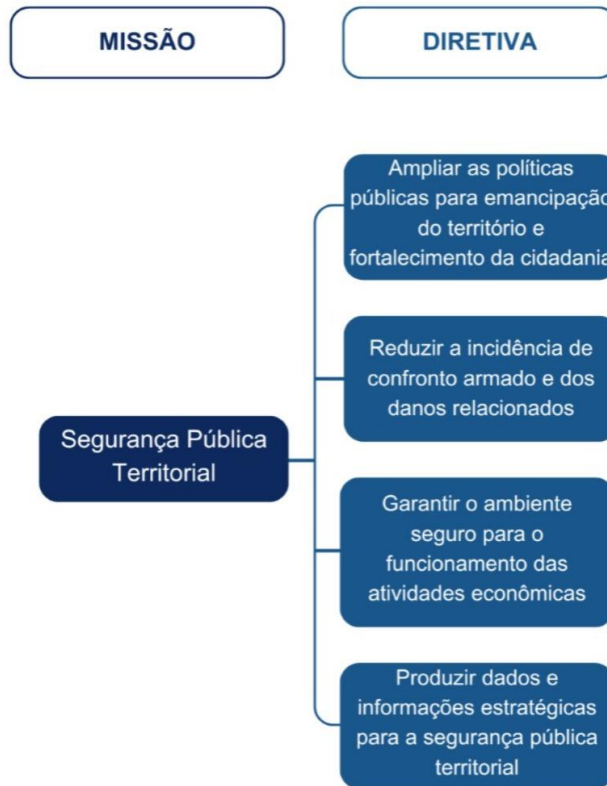 MISSÃO
DIRETIVA
Ampliar as políticas
públicas para emancipação
do território e
fortalecimento da cidadania
Reduzir a incidência de
confronto armado e dos
danos relacionados
Segurança Pública
Territorial
Garantir o ambiente
seguro para o
funcionamento das
atividades econômicas
Produzir dados e
informações estratégicas
para a segurança pública
territorial